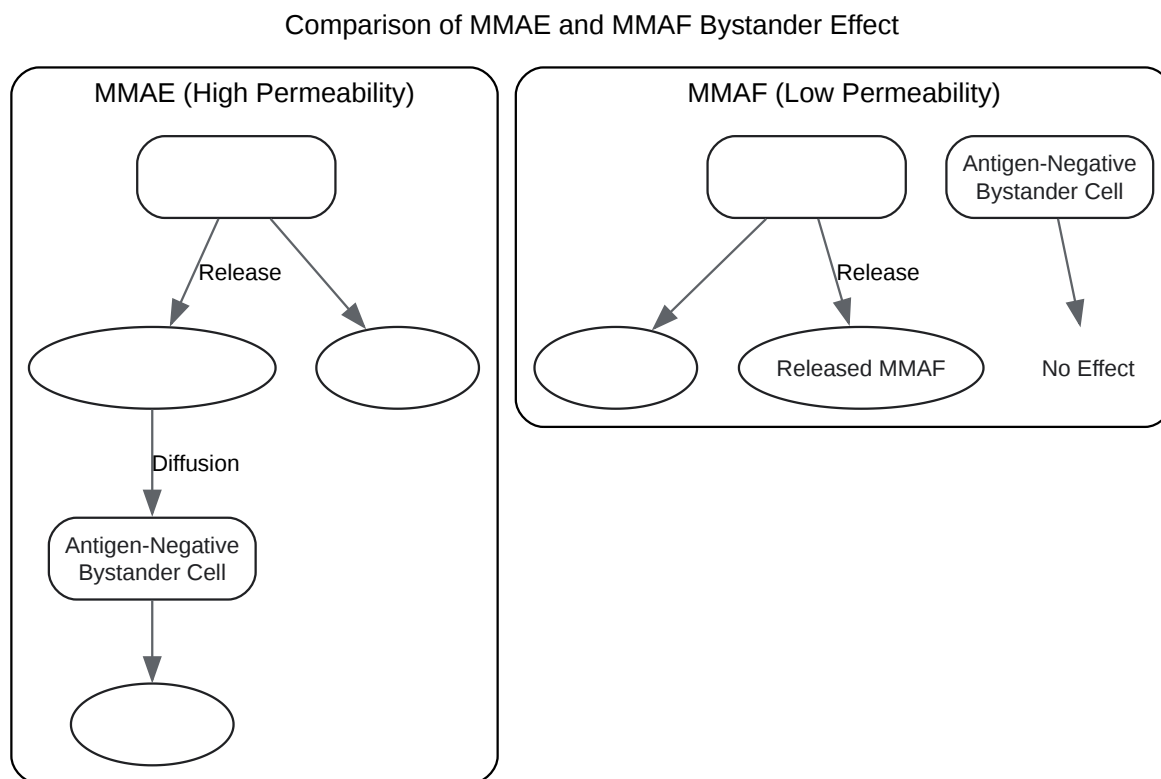 Comparison of MMAE and MMAF Bystander Effect
MMAE (High Permeability)
Release
Diffusion
Antigen-Negative
Bystander Cell
MMAF (Low Permeability)
Antigen-Negative
Bystander Cell
Release
Released MMAF
No Effect